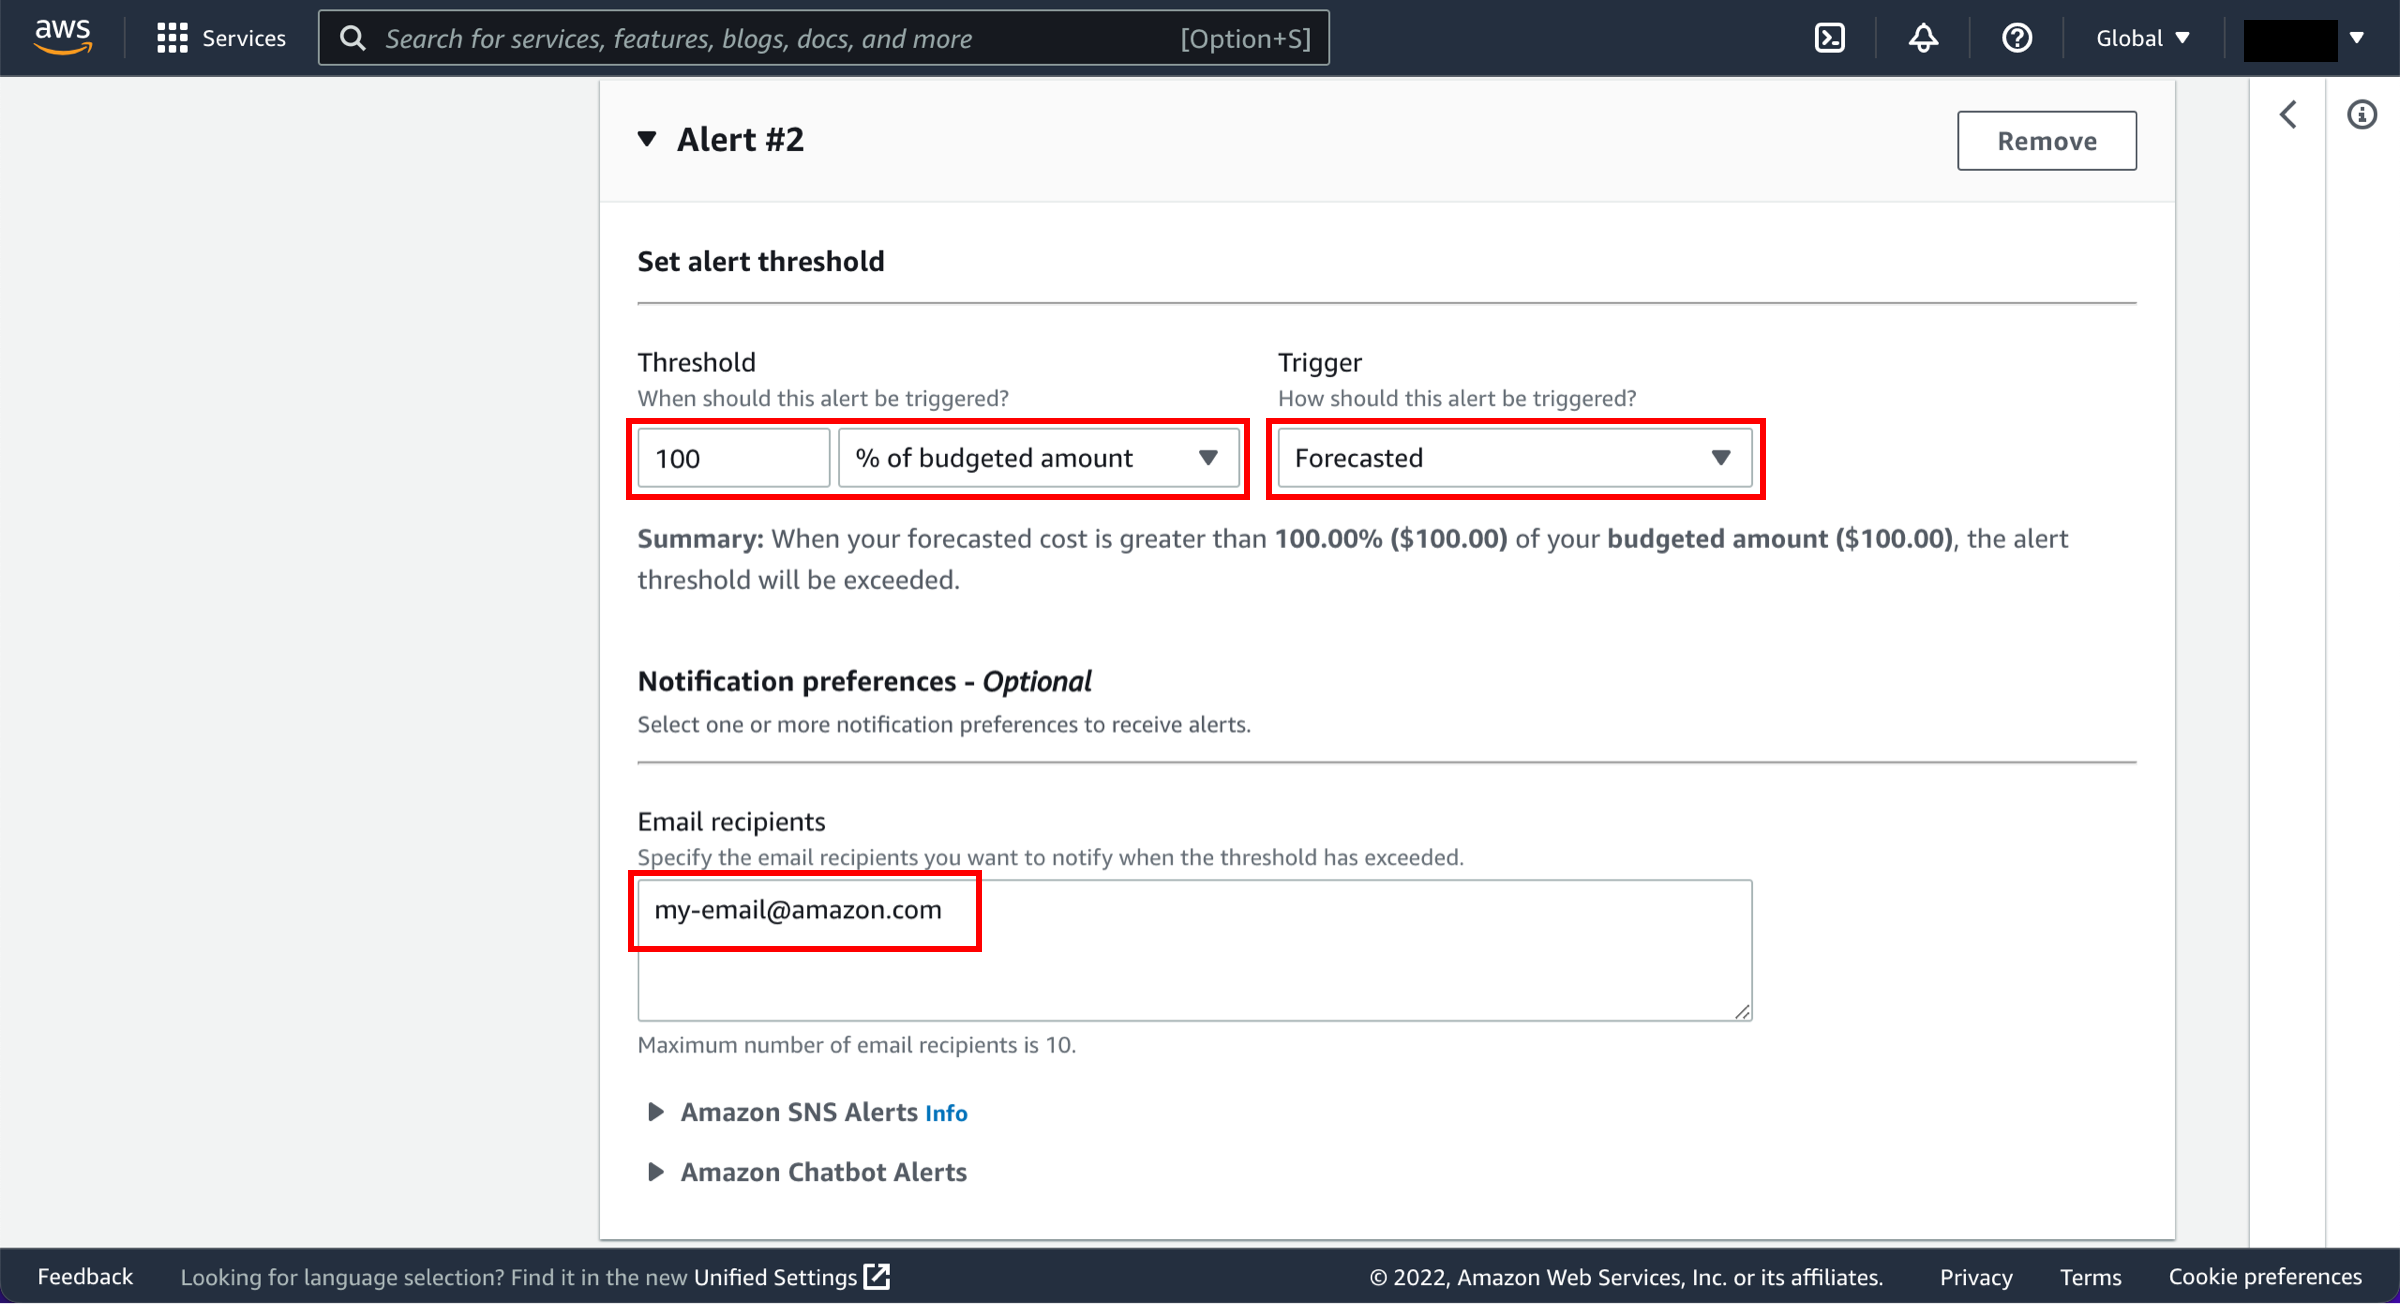 aws
Services
Search for services, features, blogs, docs, and more
[Option+S]
Global
Alert #2
Remove
Set alert threshold
Threshold
When should this alert be triggered?
100
% of budgeted amount
Trigger
How should this alert be triggered?
Forecasted
Summary: When your forecasted cost is greater than 100.00% ($100.00) of your budgeted amount ($100.00), the alert
threshold will be exceeded.
Notification preferences - Optional
Select one or more notification preferences to receive alerts.
Email recipients
Specify the email recipients you want to notify when the threshold has exceeded.
my-email@amazon.com
Maximum number of email recipients is 10.
Amazon SNS Alerts Info
Amazon Chatbot Alerts
Feedback
Looking for language selection? Find it in the new Unified Settings
© 2022, Amazon Web Services, Inc. or its affiliates.
Privacy
Terms
Cookie preferences